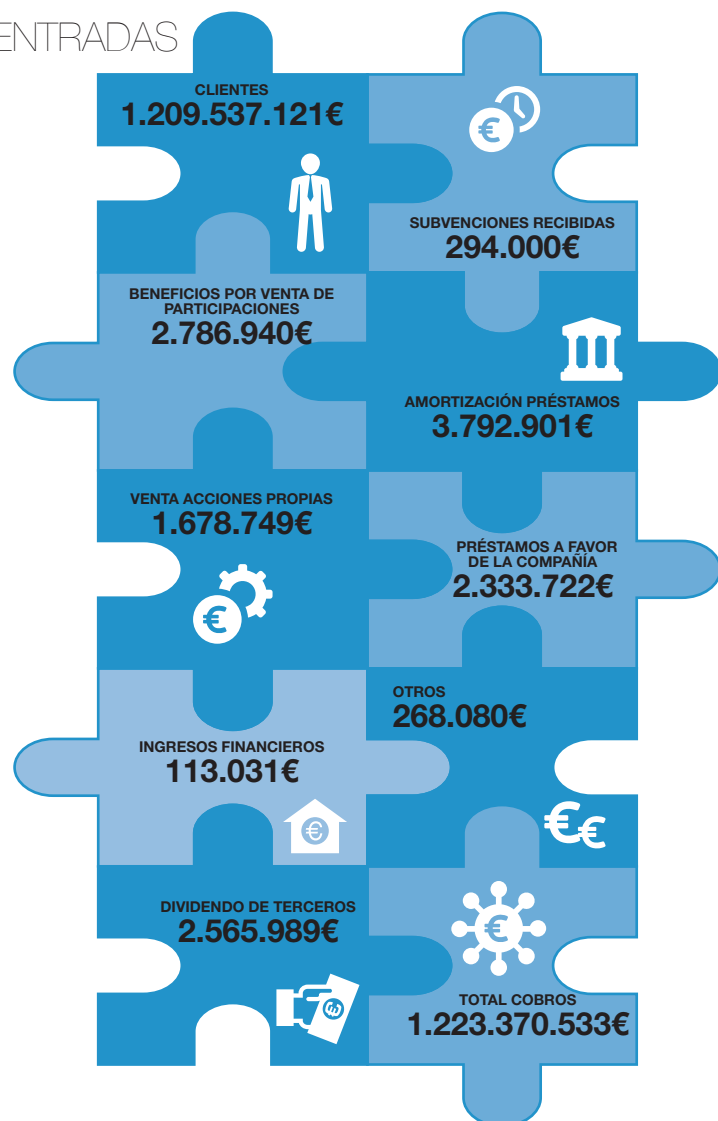 ENTRADAS
CLIENTES
1.209.537.121€
€
SUBVENCIONES RECIBIDAS
294.000€
BENEFICIOS POR VENTA DE
PARTICIPACIONES
2.786.940€
AMORTIZACIÓN PRÉSTAMOS
3.792.901€
VENTA ACCIONES PROPIAS
1.678.749€
€
PRÉSTAMOS A FAVOR
DE LA COMPAÑÍA
2.333.722€
INGRESOS FINANCIEROS
113.031€
€
OTROS
268.080€
€€
DIVIDENDO DE TERCEROS
2.565.989€
€
€
TOTAL COBROS
1.223.370.533€